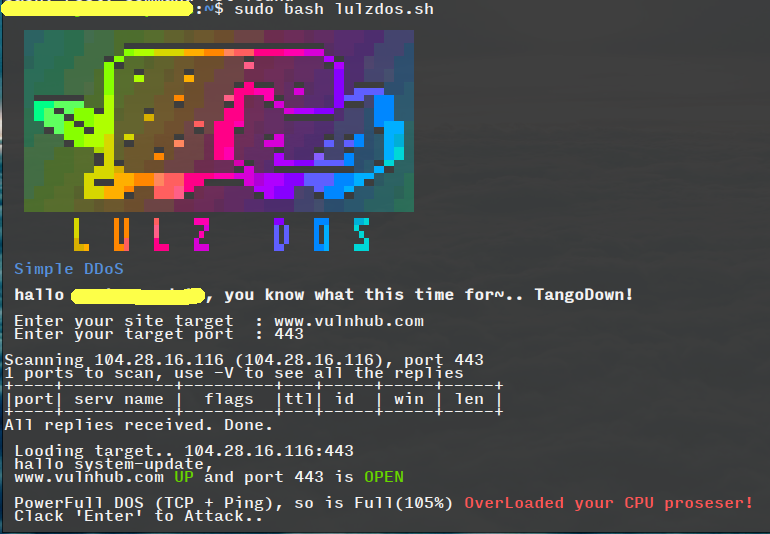 :~$ sudo bash lulzdos.sh
LULZ DOS
Simple DDoS
hallo , you know what this time for~.. TangoDown!
Enter your site target : www.vulnhub.com
Enter your target port : 443
Scanning 104.28.16.116 (104.28.16.116), port 443
1 ports to scan, use -V to see all the replies
+----+-----------+---------+---+-----+-----+-----+
|port| serv name | flags |ttl| id | win | len |
+----+-----------+---------+---+-----+-----+-----+
All replies received. Done.
Looding target.. 104.28.16.116:443
hallo system-update,
www.vulnhub.com UP and port 443 is OPEN
PowerFull DOS (TCP + Ping), so is Full(105%) OverLoaded your CPU proseser!
Clack 'Enter' to Attack..